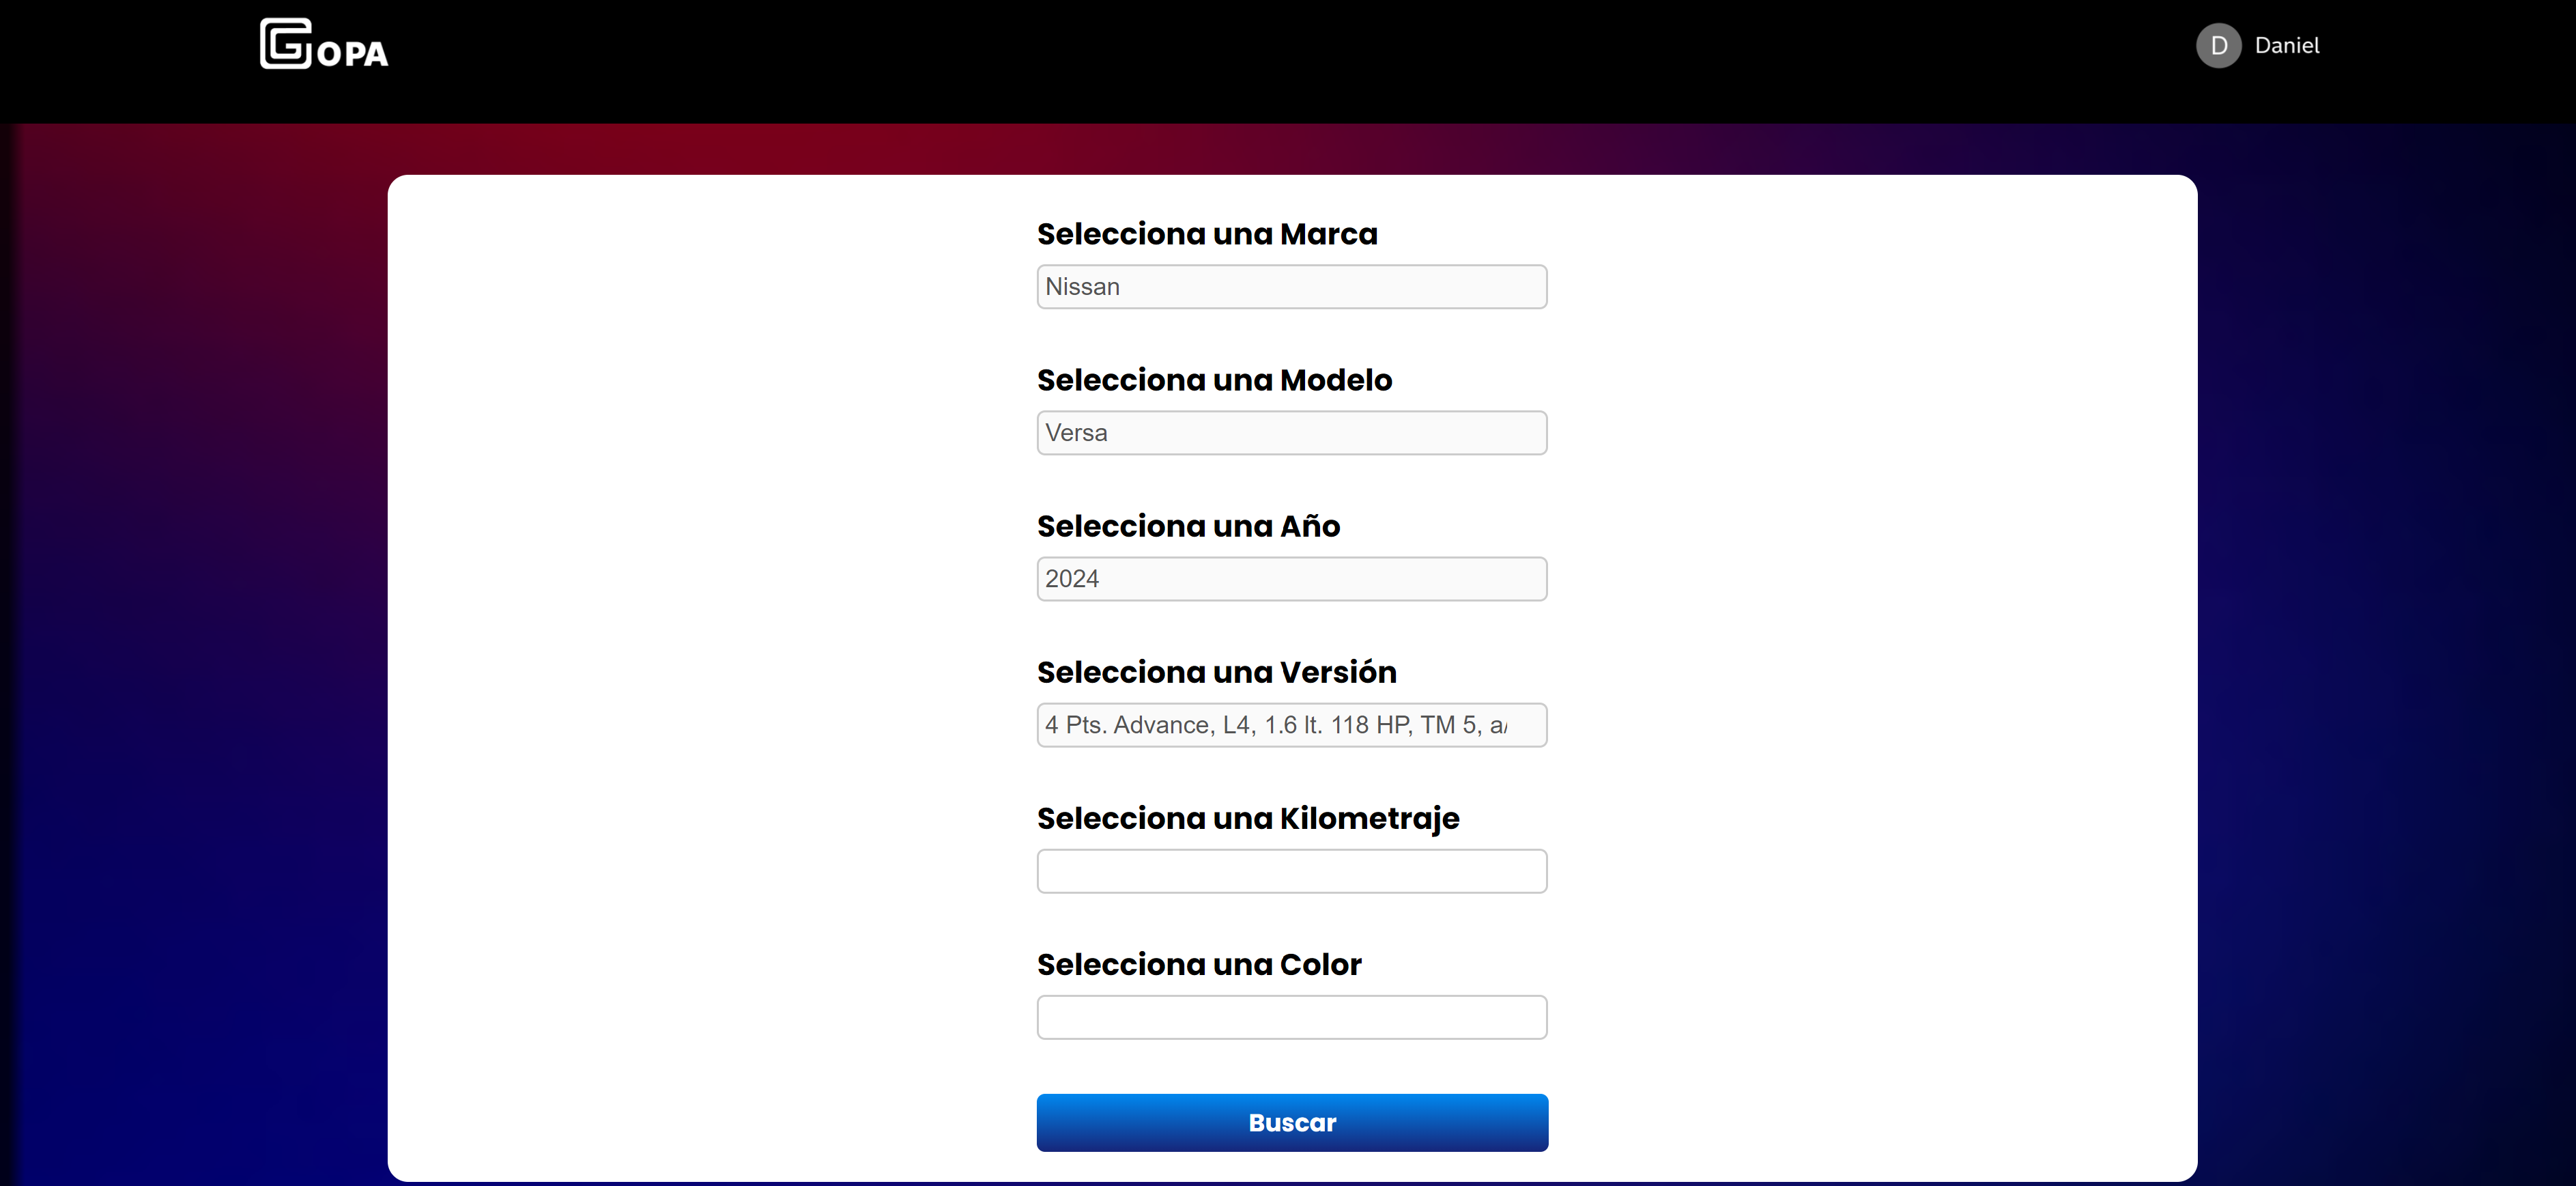 GOPA
D Daniel
Selecciona una Marca
Nissan
Selecciona una Modelo
Versa
Selecciona una Año
2024
Selecciona una Versión
4 Pts. Advance, L4, 1.6 lt. 118 HP, TM 5, a/
Selecciona una Kilometraje
Selecciona una Color
Buscar